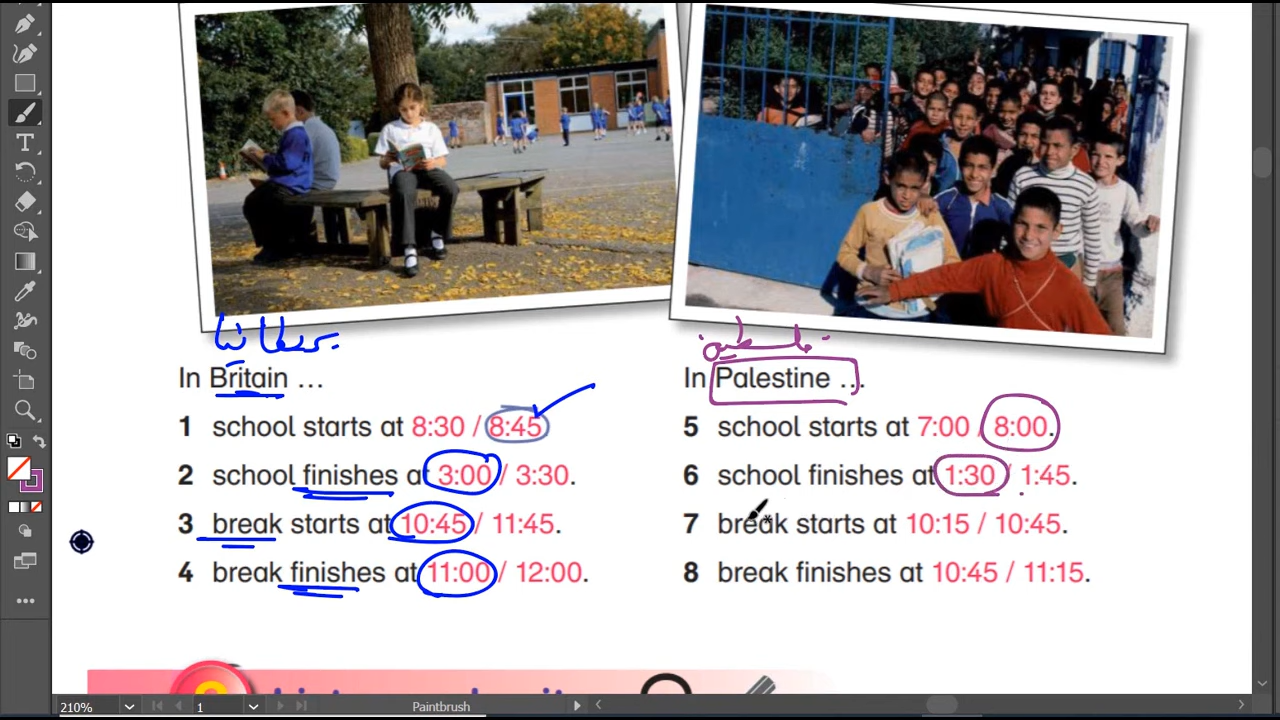 بريطانيا
فلسطين
In Britain ...
1 school starts at 8:30 / 8:45
2 school finishes at 3:00 / 3:30.
3 break starts at 10:45 / 11:45.
4 break finishes at 11:00 / 12:00.
In Palestine ...
5 school starts at 7:00 / 8:00.
6 school finishes at 1:30 / 1:45.
7 break starts at 10:15 / 10:45.
8 break finishes at 10:45 / 11:15.
210%
1
Paintbrush